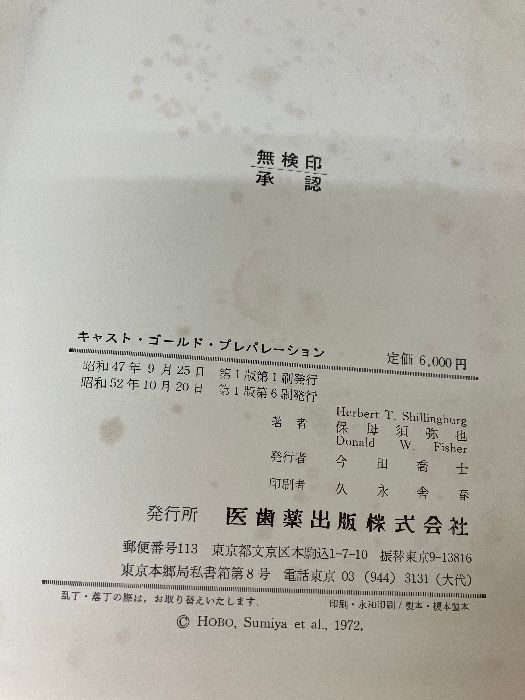 無検印
承認
キャスト・ゴールド・プレパレーション 定価 6,000円
昭和47年9月25日 第1版第1刷発行
昭和52年10月20日 第1版第6刷発行
著者 Herbert T. Shillingburg
保母須弥也
Donald W. Fisher
発行者 今田喬士
印刷者 久永舎春
発行所 医歯薬出版株式会社
郵便番号113 東京都文京区本駒込1-7-10 振替東京9-13816
東京本郷局私書箱第8号 電話東京 03 (944) 3131 (大代)
乱丁・落丁の際は,お取り替えいたします. 印刷・永和印刷/製本・榎本製本
© HOBO, Sumiya et al., 1972,